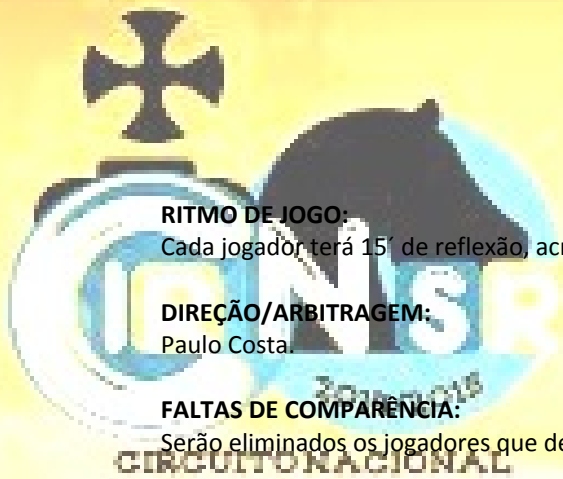 RITMO DE JOGO:
Cada jogador terá 15´ de reflexão,
DIREÇÃO/ARBITRAGEM:
Paulo Costa.
FALTAS DE COMPARÊNCIA:
Serão eliminados os jogadores que
CIRCUITO NACIONAL